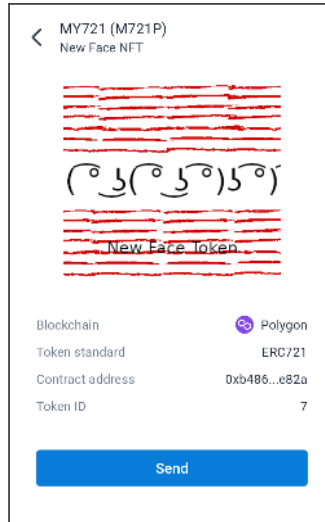 MY721 (M721P)
New Face NFT
( ͡° ͜ʖ( ͡° ͜ʖ ͡°)ʖ ͡°)
New Face Token
Blockchain Polygon
Token standard ERC721
Contract address 0xb486...e82a
Token ID 7
Send